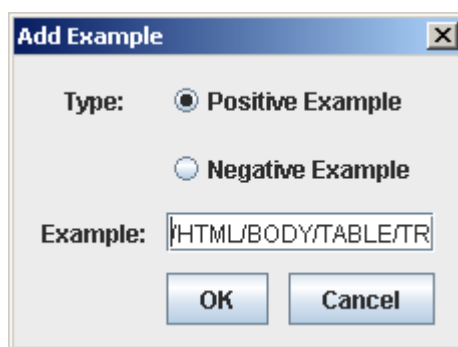 Add Example
Type: Positive Example
Negative Example
Example: /HTML/BODY/TABLE/TR
OK Cancel